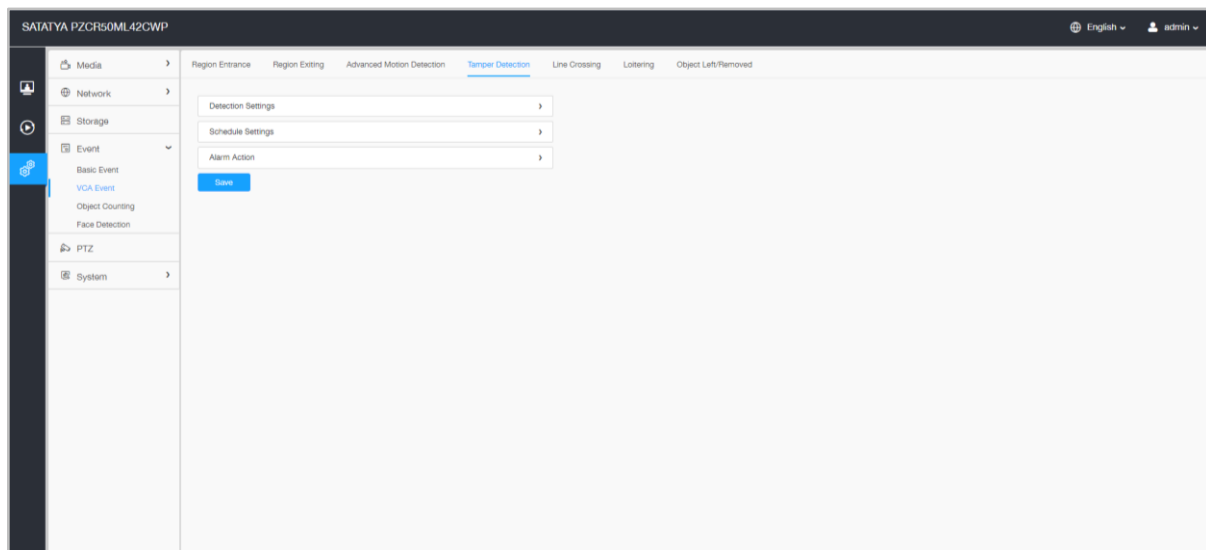 SATATYA PZCR50ML42CWP
English
admin
Media
Network
Storage
Event
Basic Event
VCA Event
Object Counting
Face Detection
PTZ
System
Region Entrance Region Exiting Advanced Motion Detection Tamper Detection Line Crossing Loitering Object Left/Removed
Detection Settings
Schedule Settings
Alarm Action
Save